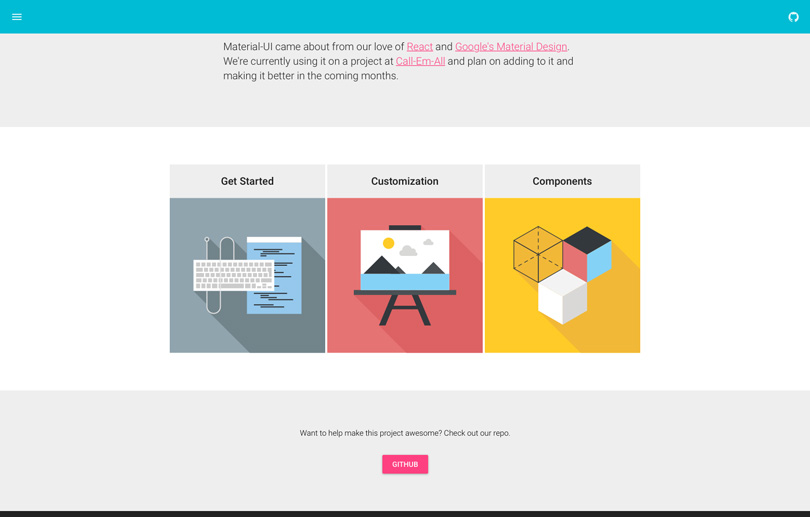 Material-UI came about from our love of React and Google's Material Design.
We're currently using it on a project at Call-Em-All and plan on adding to it and
making it better in the coming months.
Get Started
Customization
Components
Want to help make this project awesome? Check out our repo.
GITHUB